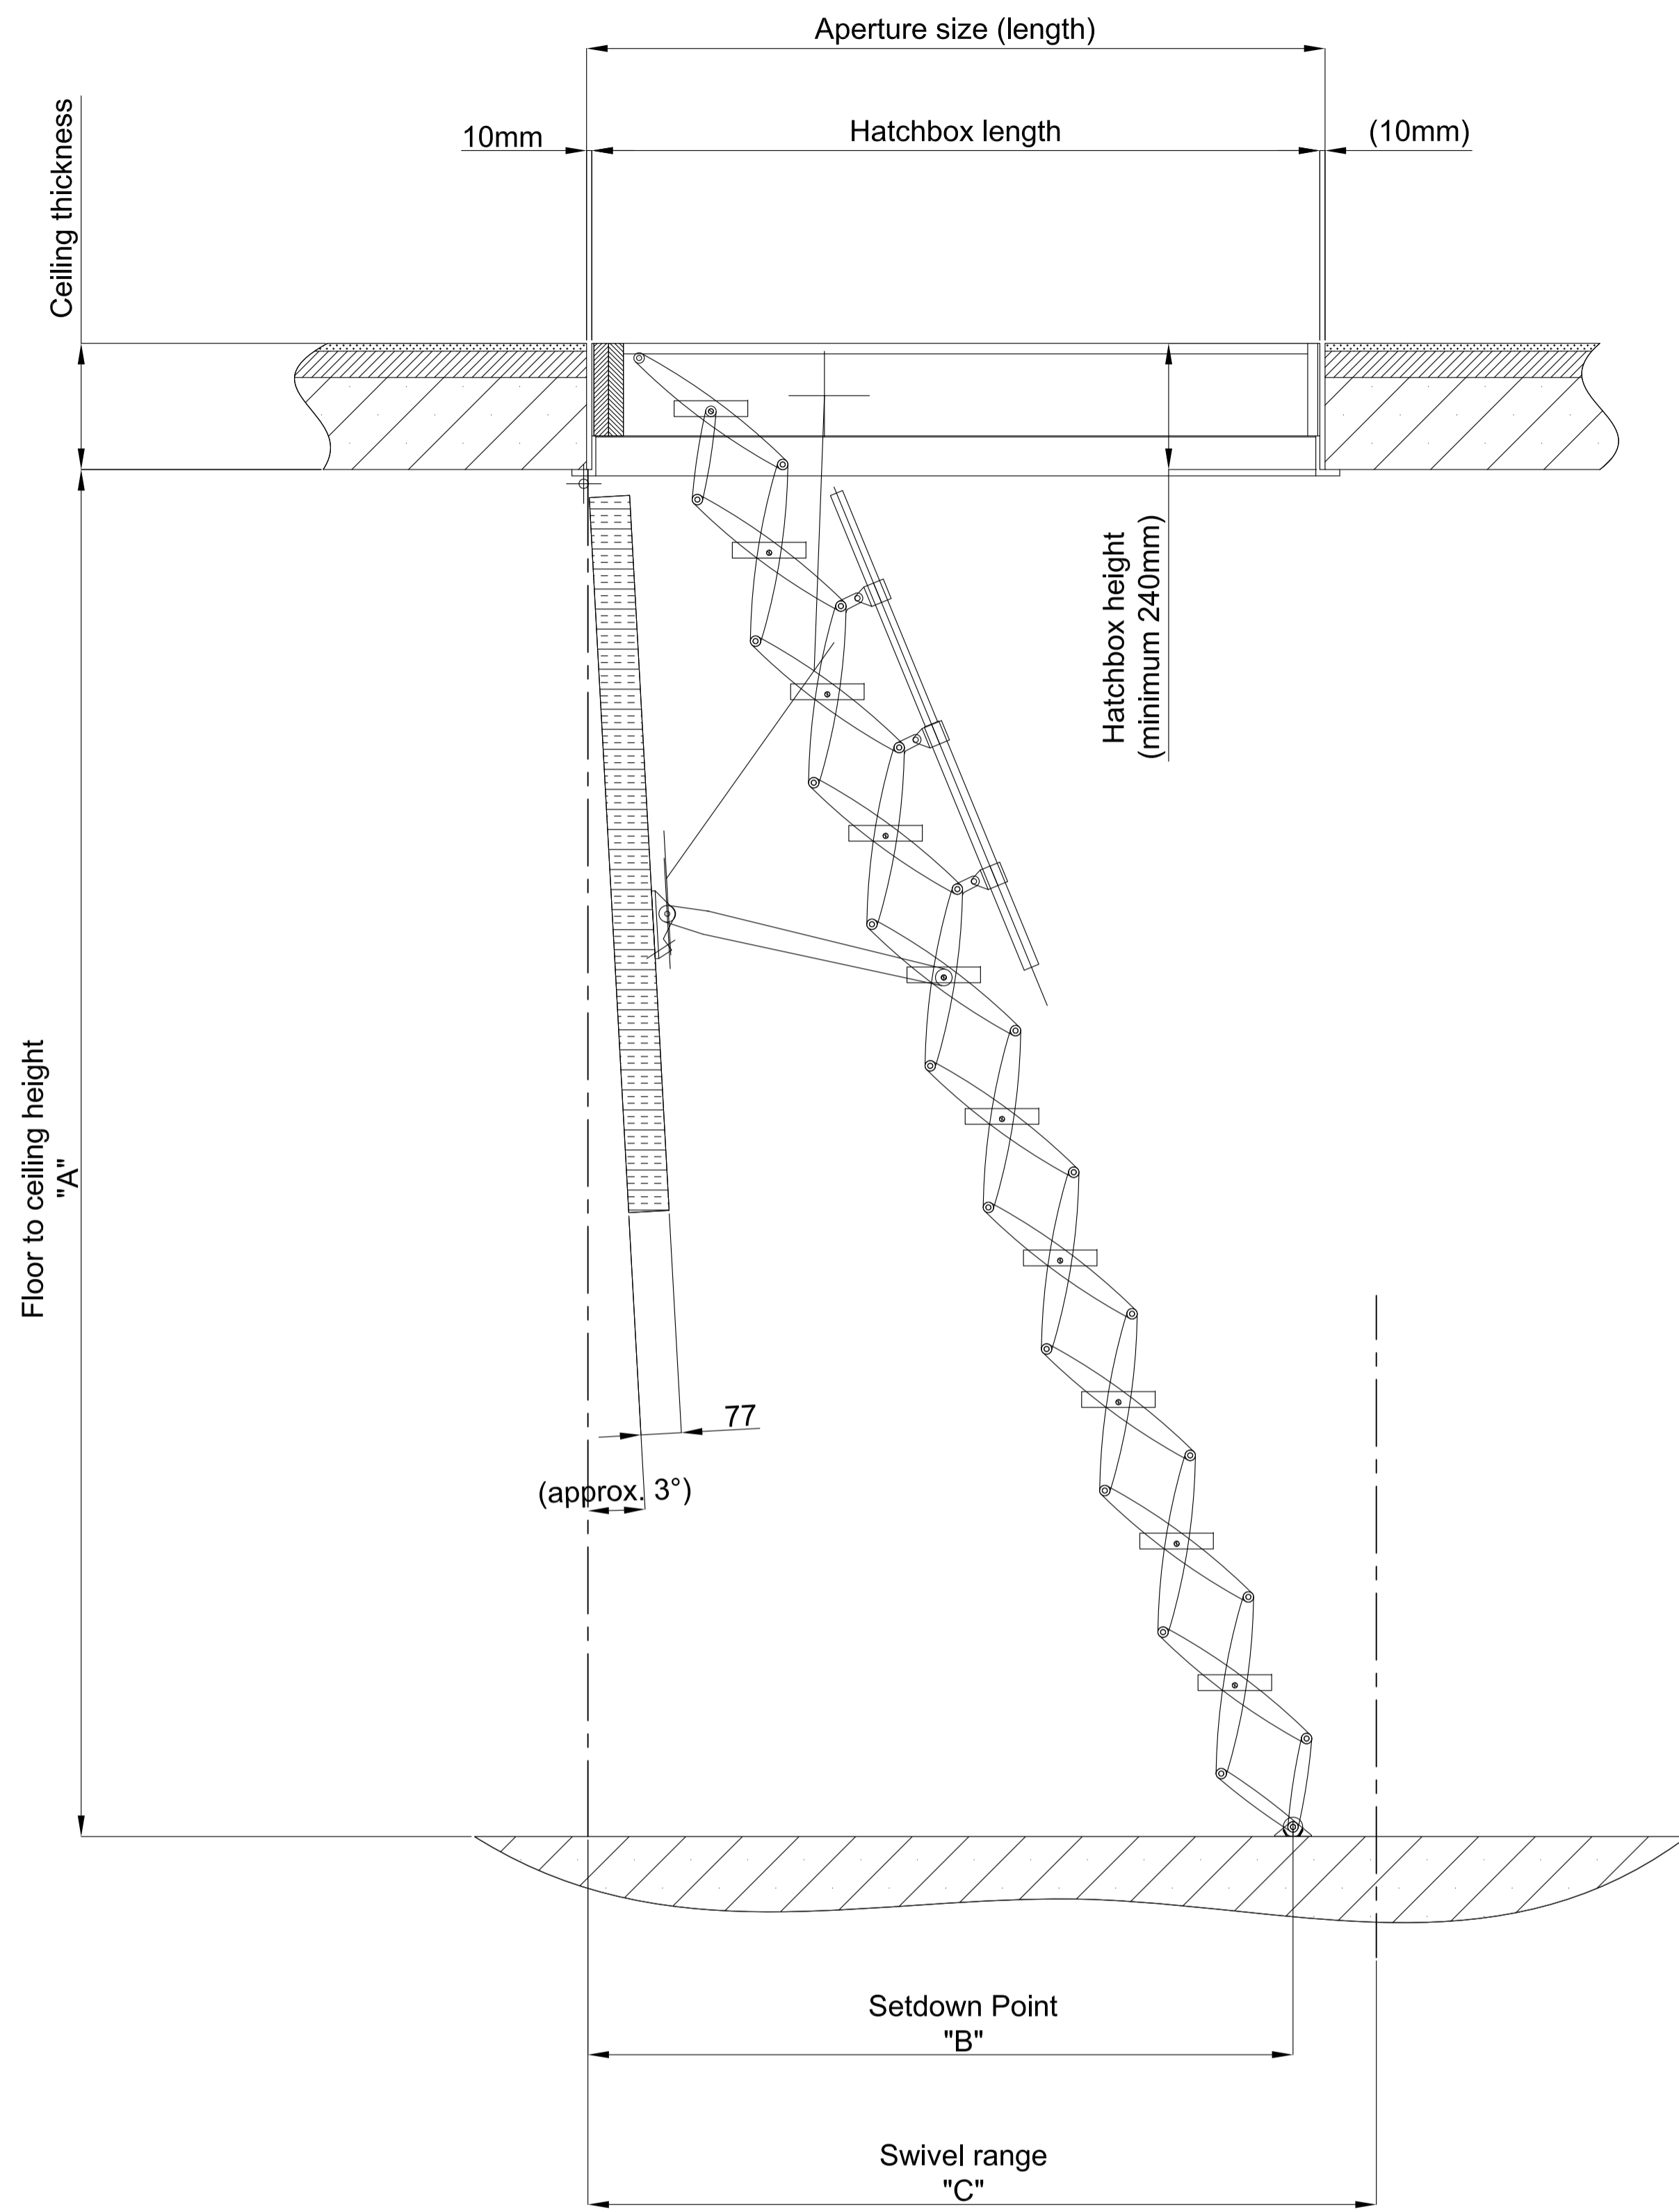 Aperture size (length)
10mm
Hatchbox length
(10mm)
Ceiling thickness
Hatchbox height
(minimum 240mm)
Floor to ceiling height
"A"
77
(approx. 3°)
Setdown Point
"B"
Swivel range
"C"